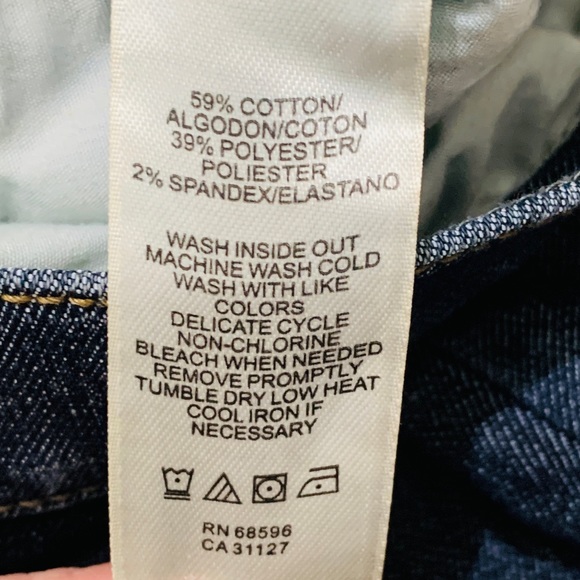 59% COTTON/
ALGODON/COTON
39% POLYESTER/
POLIESTER
2% SPANDEX/ELASTANO
WASH INSIDE OUT
MACHINE WASH COLD
WASH WITH LIKE
COLORS
DELICATE CYCLE
NON-CHLORINE
BLEACH WHEN NEEDED
REMOVE PROMPTLY
TUMBLE DRY LOW HEAT
COOL IRON IF
NECESSARY
RN 68596
CA 31127